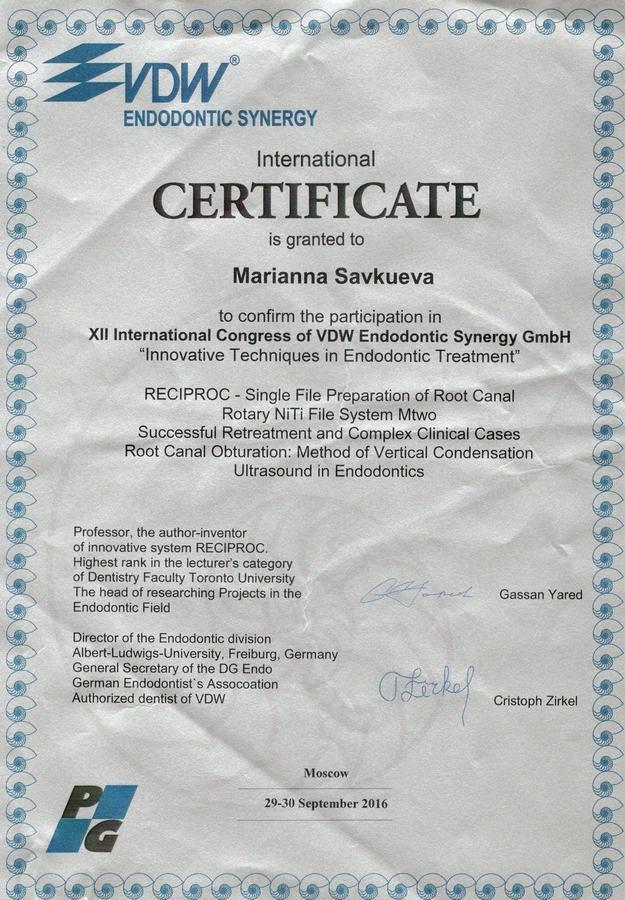 VDW®
ENDODONTIC SYNERGY
International
CERTIFICATE
is granted to
Marianna Savkueva
to confirm the participation in
XII International Congress of VDW Endodontic Synergy GmbH
“Innovative Techniques in Endodontic Treatment”
RECIPROC - Single File Preparation of Root Canal
Rotary NiTi File System Mtwo
Successful Retreatment and Complex Clinical Cases
Root Canal Obturation: Method of Vertical Condensation
Ultrasound in Endodontics
Professor, the author-inventor
of innovative system RECIPROC.
Highest rank in the lecturer's category
of Dentistry Faculty Toronto University
The head of researching Projects in the
Endodontic Field
Gassan Yared
Director of the Endodontic division
Albert-Ludwigs-University, Freiburg, Germany
General Secretary of the DG Endo
German Endodontist`s Assocoation
Authorized dentist of VDW
Zirkel
Cristoph Zirkel
Moscow
29-30 September 2016
PG